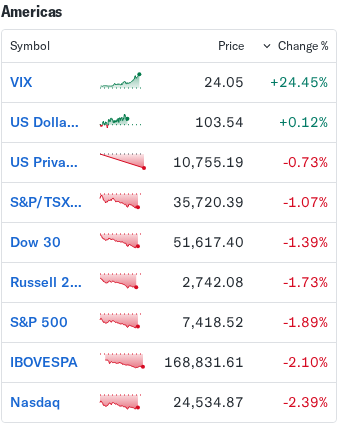 Americas
Symbol Price Change %
VIX 24.05 +24.45%
US Dolla... 103.54 +0.12%
US Priva... 10,755.19 -0.73%
S&P/TSX... 35,720.39 -1.07%
Dow 30 51,617.40 -1.39%
Russell 2... 2,742.08 -1.73%
S&P 500 7,418.52 -1.89%
IBOVESPA 168,831.61 -2.10%
Nasdaq 24,534.87 -2.39%